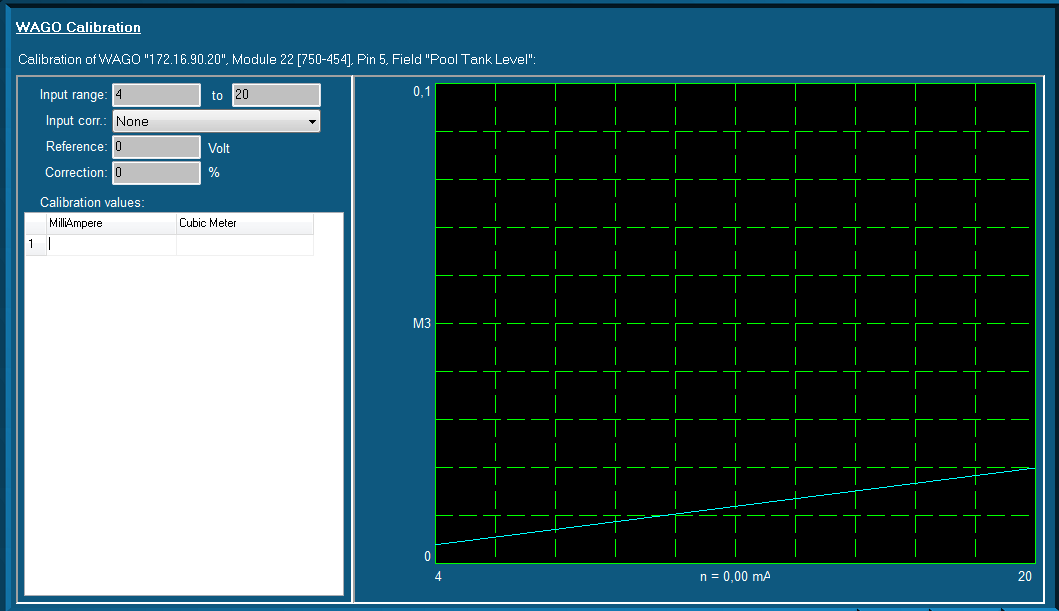 WAGO Calibration
Calibration of WAGO "172.16.90.20", Module 22 [750-454], Pin 5, Field "Pool Tank Level":
Input range: 4 to 20
Input corr.: None
Reference: 0 Volt
Correction: 0 %
Calibration values:
MilliAmpere Cubic Meter
1
0,1
M3
0
4 n = 0,00 mA 20